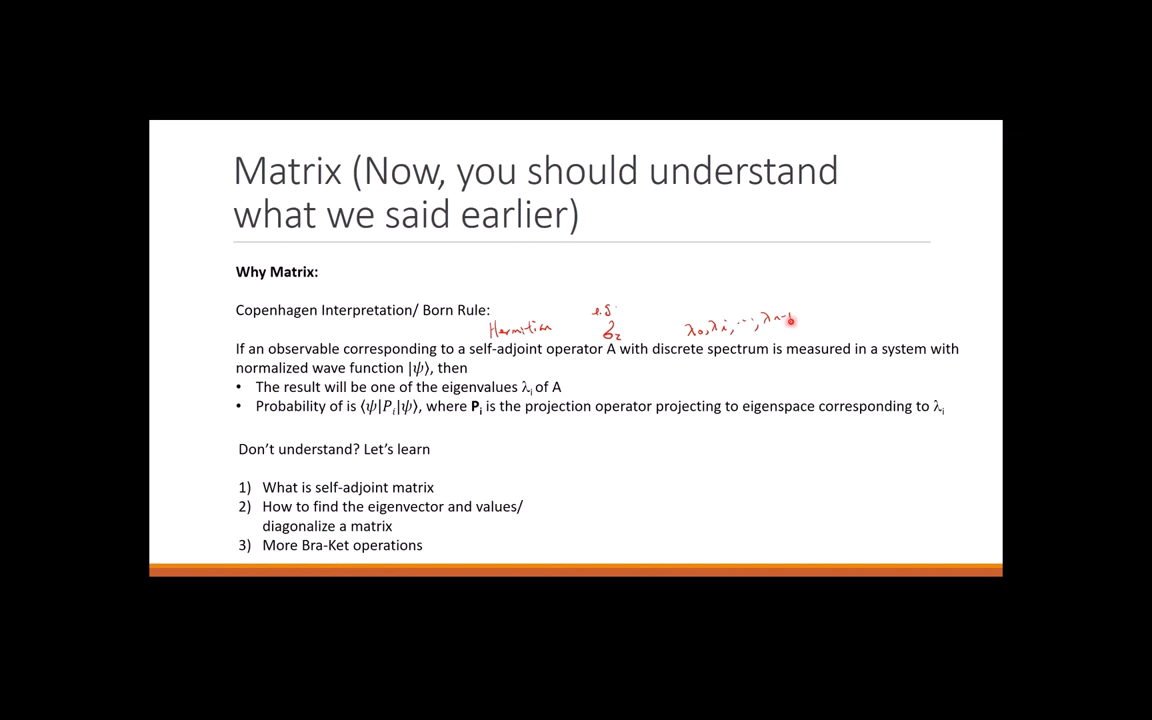 Matrix (Now, you should understand
what we said earlier)
Why Matrix:
Copenhagen Interpretation/ Born Rule:
e.g.
Hermitian σz λ₀, λi, ..., λn-1
If an observable corresponding to a self-adjoint operator A with discrete spectrum is measured in a system with
normalized wave function |ψ⟩, then
• The result will be one of the eigenvalues λᵢ of A
• Probability of is ⟨ψ|Pᵢ|ψ⟩, where Pᵢ is the projection operator projecting to eigenspace corresponding to λᵢ
Don't understand? Let's learn
1) What is self-adjoint matrix
2) How to find the eigenvector and values/
diagonalize a matrix
3) More Bra-Ket operations